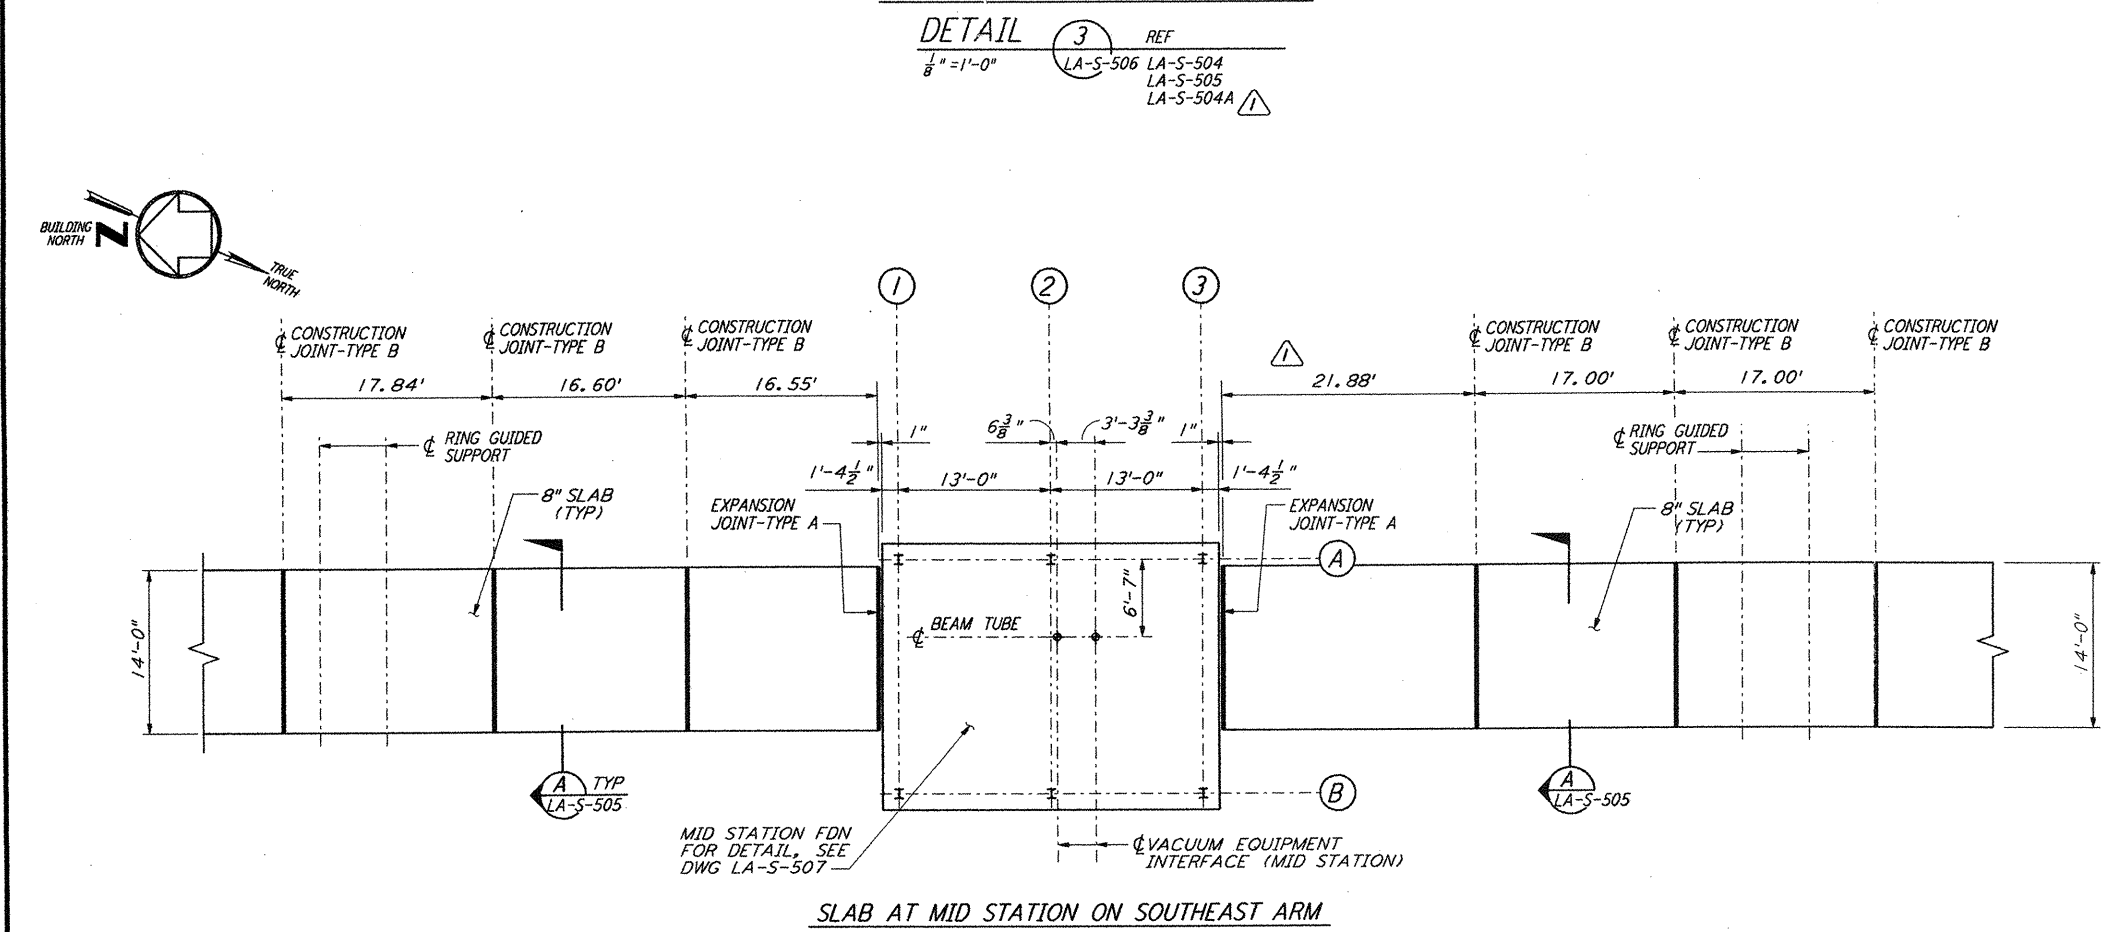 DETAIL 3 REF
1/8" =1'-0" LA-S-506 LA-S-504
LA-S-505
LA-S-504A 1
BUILDING
NORTH
N
TRUE
NORTH
1 2 3
℄ CONSTRUCTION
JOINT-TYPE B
℄ CONSTRUCTION
JOINT-TYPE B
℄ CONSTRUCTION
JOINT-TYPE B
1
℄ CONSTRUCTION
JOINT-TYPE B
℄ CONSTRUCTION
JOINT-TYPE B
℄ CONSTRUCTION
JOINT-TYPE B
17.84' 16.60' 16.55' 21.88' 17.00' 17.00'
1" 6 3/8" 3'-3 3/8" 1"
℄ RING GUIDED
SUPPORT
℄ RING GUIDED
SUPPORT
1'-4 1/2" 13'-0" 13'-0" 1'-4 1/2"
8" SLAB
(TYP)
EXPANSION
JOINT-TYPE A
EXPANSION
JOINT-TYPE A
8" SLAB
(TYP)
A
6'-7"
℄ BEAM TUBE
14'-0"
14'-0"
A TYP
LA-S-505
B
A
LA-S-505
MID STATION FDN
FOR DETAIL, SEE
DWG LA-S-507
℄ VACUUM EQUIPMENT
INTERFACE (MID STATION)
SLAB AT MID STATION ON SOUTHEAST ARM